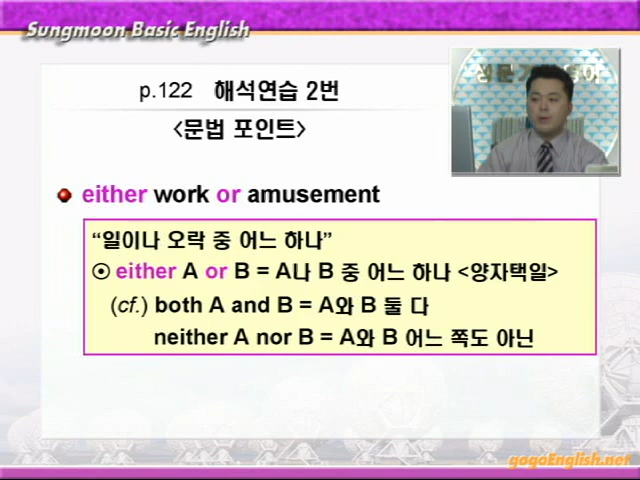 Sungmoon Basic English
p.122 해석연습 2번
<문법 포인트>
either work or amusement
“일이나 오락 중 어느 하나”
⊙ either A or B = A나 B 중 어느 하나 <양자택일>
(cf.) both A and B = A와 B 둘 다
neither A nor B = A와 B 어느 쪽도 아닌
gogoEnglish.net